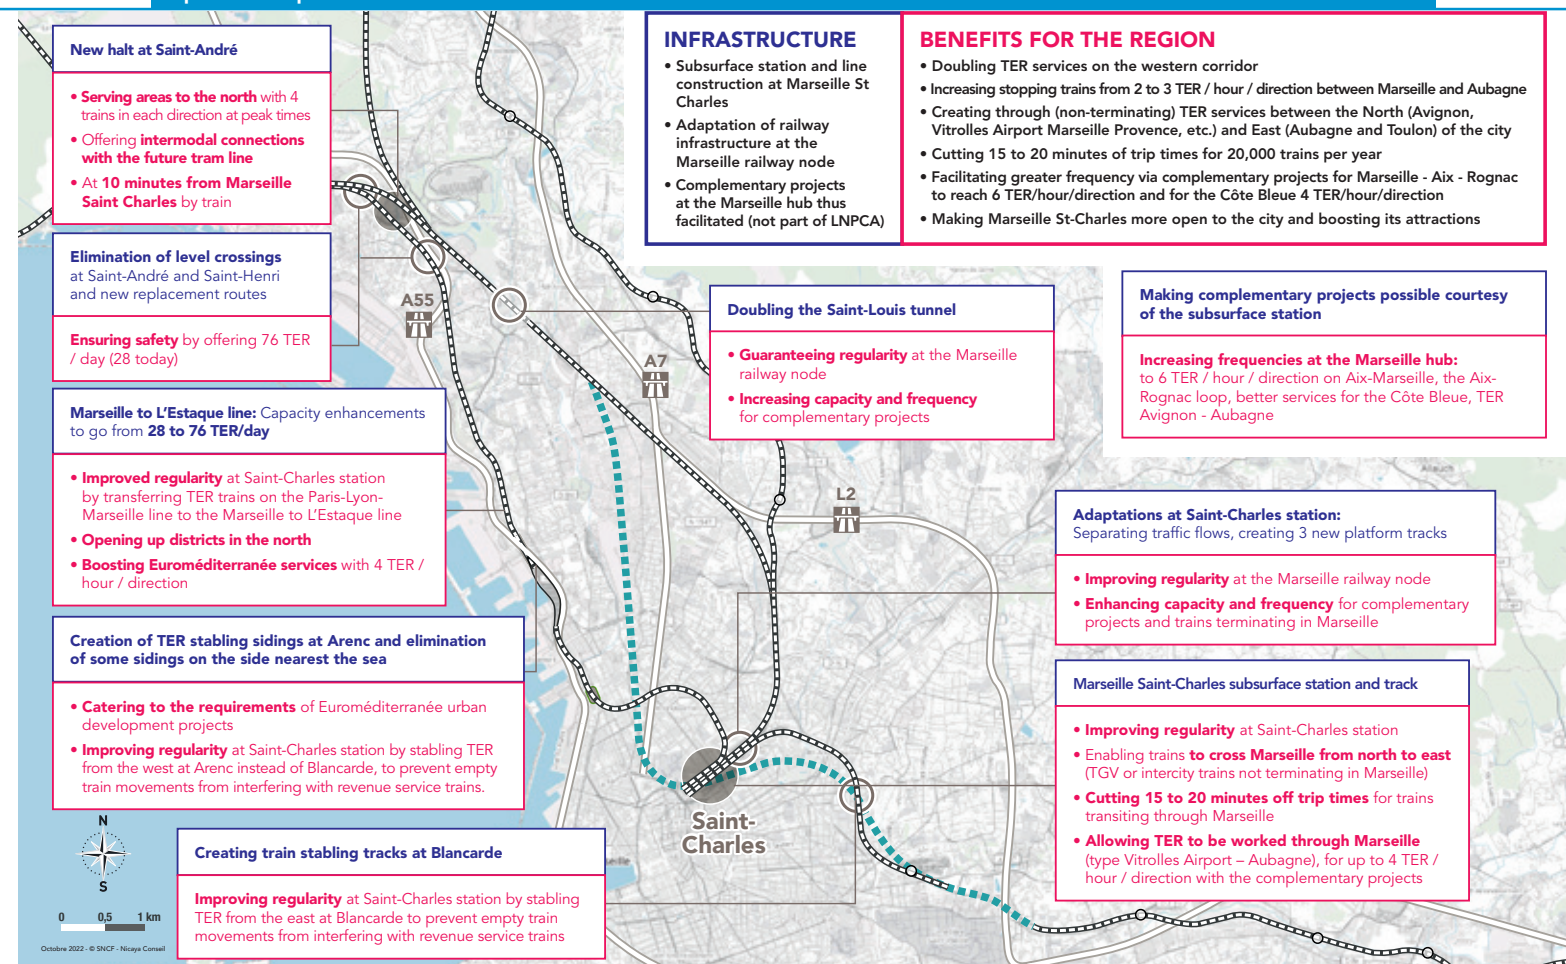 New halt at Saint-André
• Serving areas to the north with 4
trains in each direction at peak times
• Offering intermodal connections
with the future tram line
• At 10 minutes from Marseille
Saint Charles by train
Elimination of level crossings
at Saint-André and Saint-Henri
and new replacement routes
Ensuring safety by offering 76 TER
/ day (28 today)
Marseille to L’Estaque line: Capacity enhancements
to go from 28 to 76 TER/day
• Improved regularity at Saint-Charles station
by transferring TER trains on the Paris-Lyon-
Marseille line to the Marseille to L’Estaque line
• Opening up districts in the north
• Boosting Euroméditerranée services with 4 TER /
hour / direction
Creation of TER stabling sidings at Arenc and elimination
of some sidings on the side nearest the sea
• Catering to the requirements of Euroméditerranée urban
development projects
• Improving regularity at Saint-Charles station by stabling TER
from the west at Arenc instead of Blancarde, to prevent empty
train movements from interfering with revenue service trains.
Creating train stabling tracks at Blancarde
Improving regularity at Saint-Charles station by stabling
TER from the east at Blancarde to prevent empty train
movements from interfering with revenue service trains
N
S
0 0,5 1 km
Octobre 2022 - © SNCF - Nicaya Conseil
INFRASTRUCTURE
• Subsurface station and line
construction at Marseille St
Charles
• Adaptation of railway
infrastructure at the
Marseille railway node
• Complementary projects
at the Marseille hub thus
facilitated (not part of LNPCA)
BENEFITS FOR THE REGION
• Doubling TER services on the western corridor
• Increasing stopping trains from 2 to 3 TER / hour / direction between Marseille and Aubagne
• Creating through (non-terminating) TER services between the North (Avignon,
Vitrolles Airport Marseille Provence, etc.) and East (Aubagne and Toulon) of the city
• Cutting 15 to 20 minutes of trip times for 20,000 trains per year
• Facilitating greater frequency via complementary projects for Marseille - Aix - Rognac
to reach 6 TER/hour/direction and for the Côte Bleue 4 TER/hour/direction
• Making Marseille St-Charles more open to the city and boosting its attractions
A55
A7
L2
Doubling the Saint-Louis tunnel
• Guaranteeing regularity at the Marseille
railway node
• Increasing capacity and frequency
for complementary projects
Making complementary projects possible courtesy
of the subsurface station
Increasing frequencies at the Marseille hub:
to 6 TER / hour / direction on Aix-Marseille, the Aix-
Rognac loop, better services for the Côte Bleue, TER
Avignon - Aubagne
Allauch
Adaptations at Saint-Charles station:
Separating traffic flows, creating 3 new platform tracks
• Improving regularity at the Marseille railway node
• Enhancing capacity and frequency for complementary
projects and trains terminating in Marseille
Marseille Saint-Charles subsurface station and track
• Improving regularity at Saint-Charles station
• Enabling trains to cross Marseille from north to east
(TGV or intercity trains not terminating in Marseille)
• Cutting 15 to 20 minutes off trip times for trains
transiting through Marseille
• Allowing TER to be worked through Marseille
(type Vitrolles Airport – Aubagne), for up to 4 TER /
hour / direction with the complementary projects
Saint-
Charles